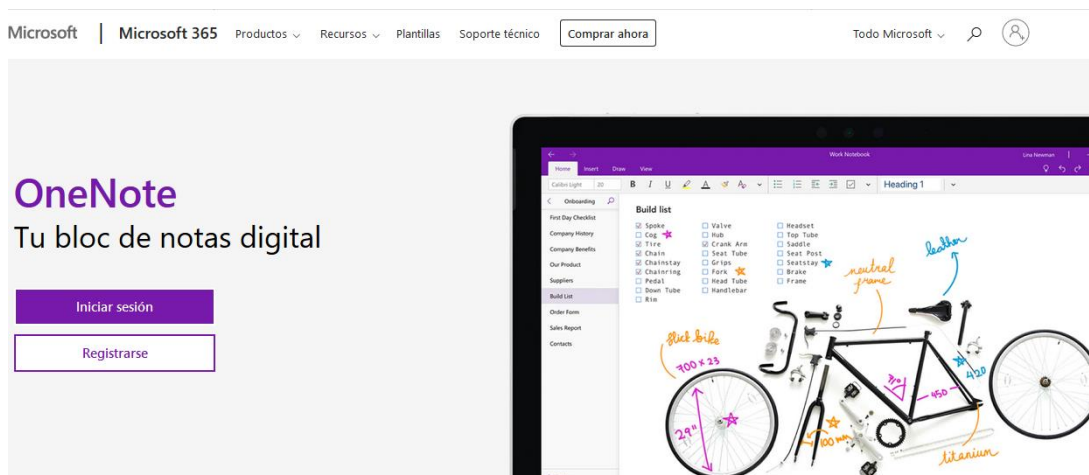 Microsoft | Microsoft 365 Productos Recursos Plantillas Soporte técnico Comprar ahora Todo Microsoft
OneNote
Tu bloc de notas digital
Iniciar sesión
Registrarse
Work Notebook
Lina Newman
Home Insert Draw View
Calibri Light 20 B I U A Heading 1
Onboarding
First Day Checklist
Company History
Company Benefits
Our Product
Suppliers
Build List
Order Form
Sales Report
Contacts
Build list
Spoke
Cog
Tire
Chain
Chainstay
Chainring
Pedal
Down Tube
Rim
Valve
Hub
Crank Arm
Seat Tube
Grips
Fork
Head Tube
Handlebar
Headset
Top Tube
Saddle
Seat Post
Seatstay
Brake
Frame
leather
neutral
frame
slick bike
700 x 23
71°
450
420
29"
100 mm
titanium